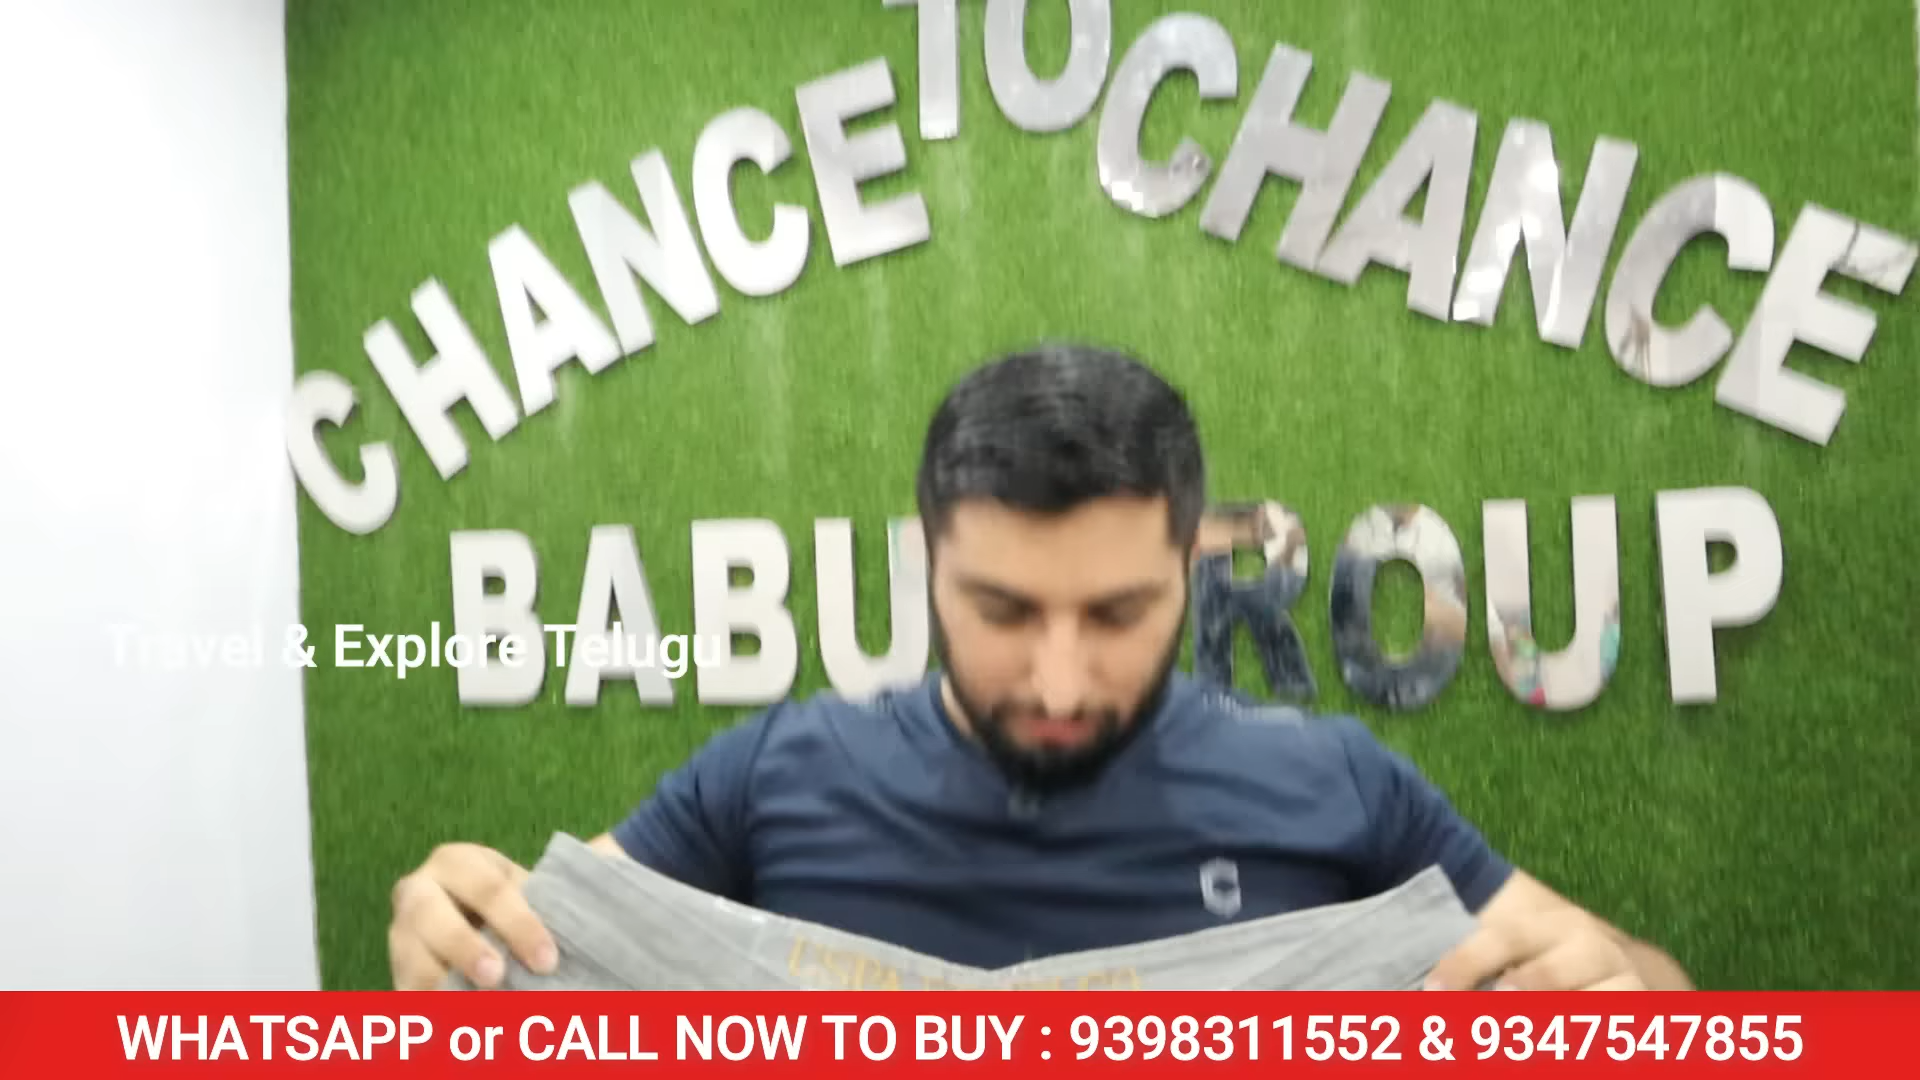 CHANCE TO CHANCE
BABU ROUP
Travel & Explore Telugu
WHATSAPP or CALL NOW TO BUY : 9398311552 & 9347547855